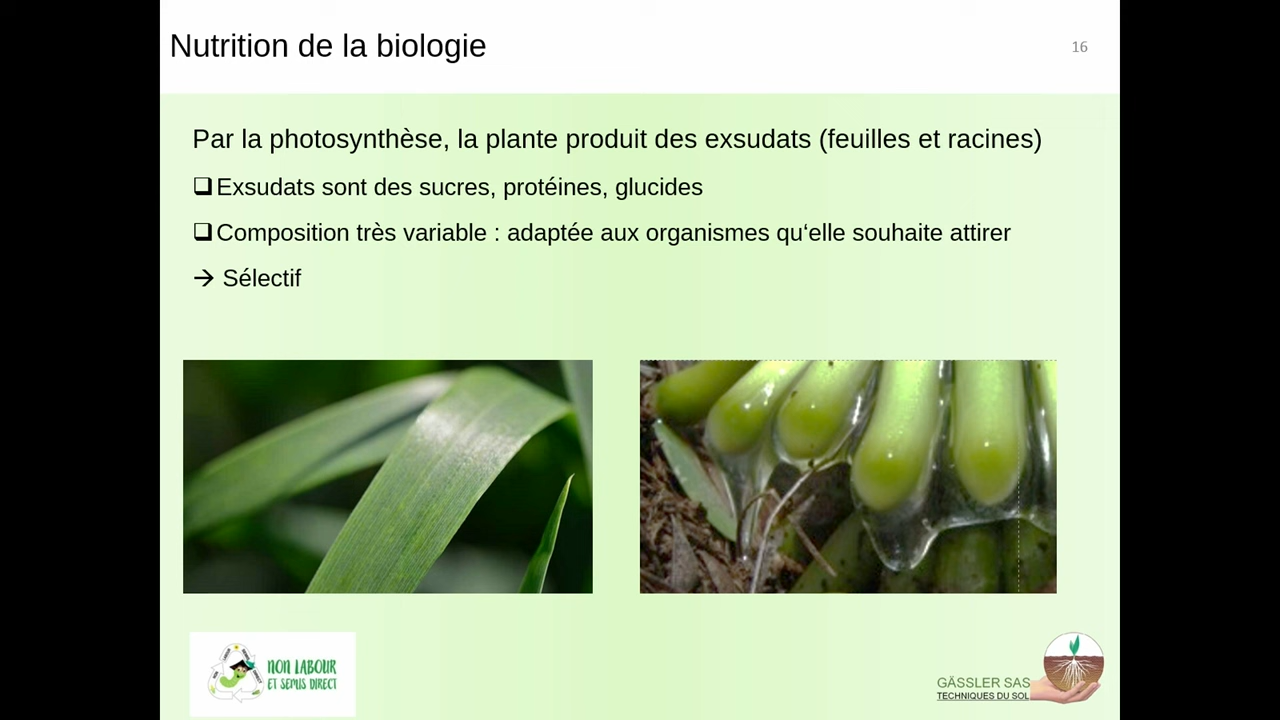 Nutrition de la biologie
16
Par la photosynthèse, la plante produit des exsudats (feuilles et racines)
❑Exsudats sont des sucres, protéines, glucides
❑Composition très variable : adaptée aux organismes qu‘elle souhaite attirer
→ Sélectif
NON LABOUR
ET SEMIS DIRECT
GÄSSLER SAS
TECHNIQUES DU SOL